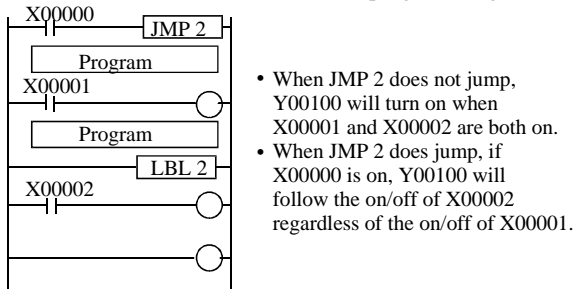 X00000
JMP 2
Program
X00001
Program
LBL 2
X00002
• When JMP 2 does not jump,
Y00100 will turn on when
X00001 and X00002 are both on.
• When JMP 2 does jump, if
X00000 is on, Y00100 will
follow the on/off of X00002
regardless of the on/off of X00001.